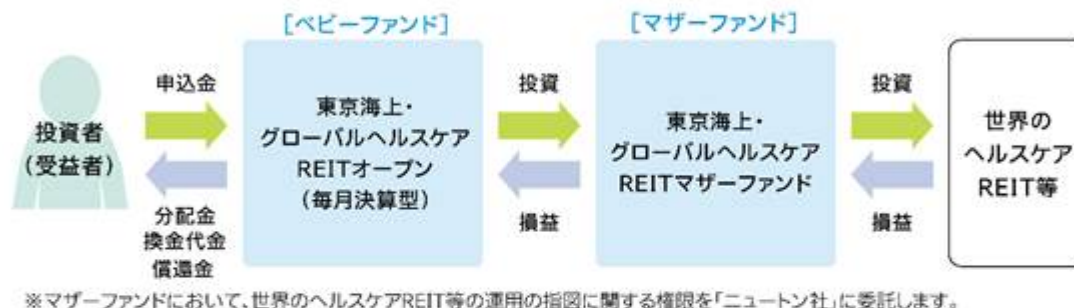 [ベビーファンド]
[マザーファンド]
投資者
(受益者)
申込金
分配金
換金代金
償還金
東京海上・
グローバルヘルスケア
REITオープン
(毎月決算型)
投資
損益
東京海上・
グローバルヘルスケア
REITマザーファンド
投資
損益
世界の
ヘルスケア
REIT等
※マザーファンドにおいて、世界のヘルスケアREIT等の運用の指図に関する権限を「ニュートン社」に委託します。